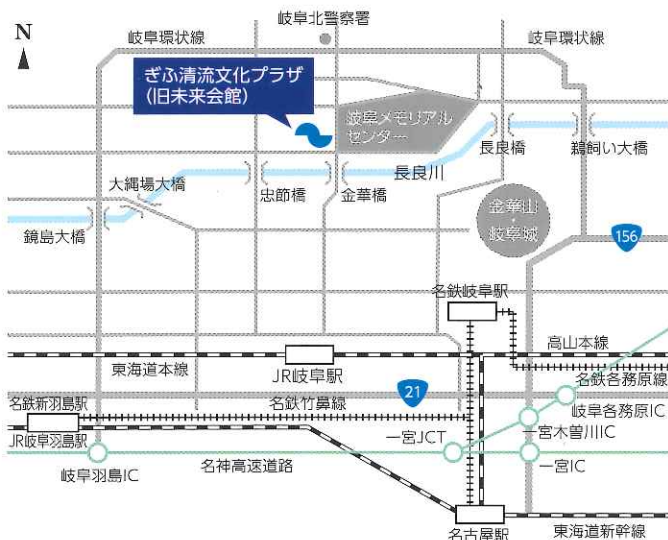 岐阜北警察署
N
岐阜環状線
岐阜環状線
ぎふ清流文化プラザ
(旧未来会館)
岐阜メモリアル
センター
長良橋
鵜飼い大橋
長良川
大縄場大橋
忠節橋
金華橋
鏡島大橋
金華山
・
岐阜城
156
名鉄岐阜駅
高山本線
東海道本線
JR岐阜駅
名鉄各務原線
21
名鉄新羽島駅
名鉄竹鼻線
岐阜各務原IC
JR岐阜羽島駅
一宮JCT
一宮木曽川IC
岐阜羽島IC
名神高速道路
一宮IC
名古屋駅
東海道新幹線